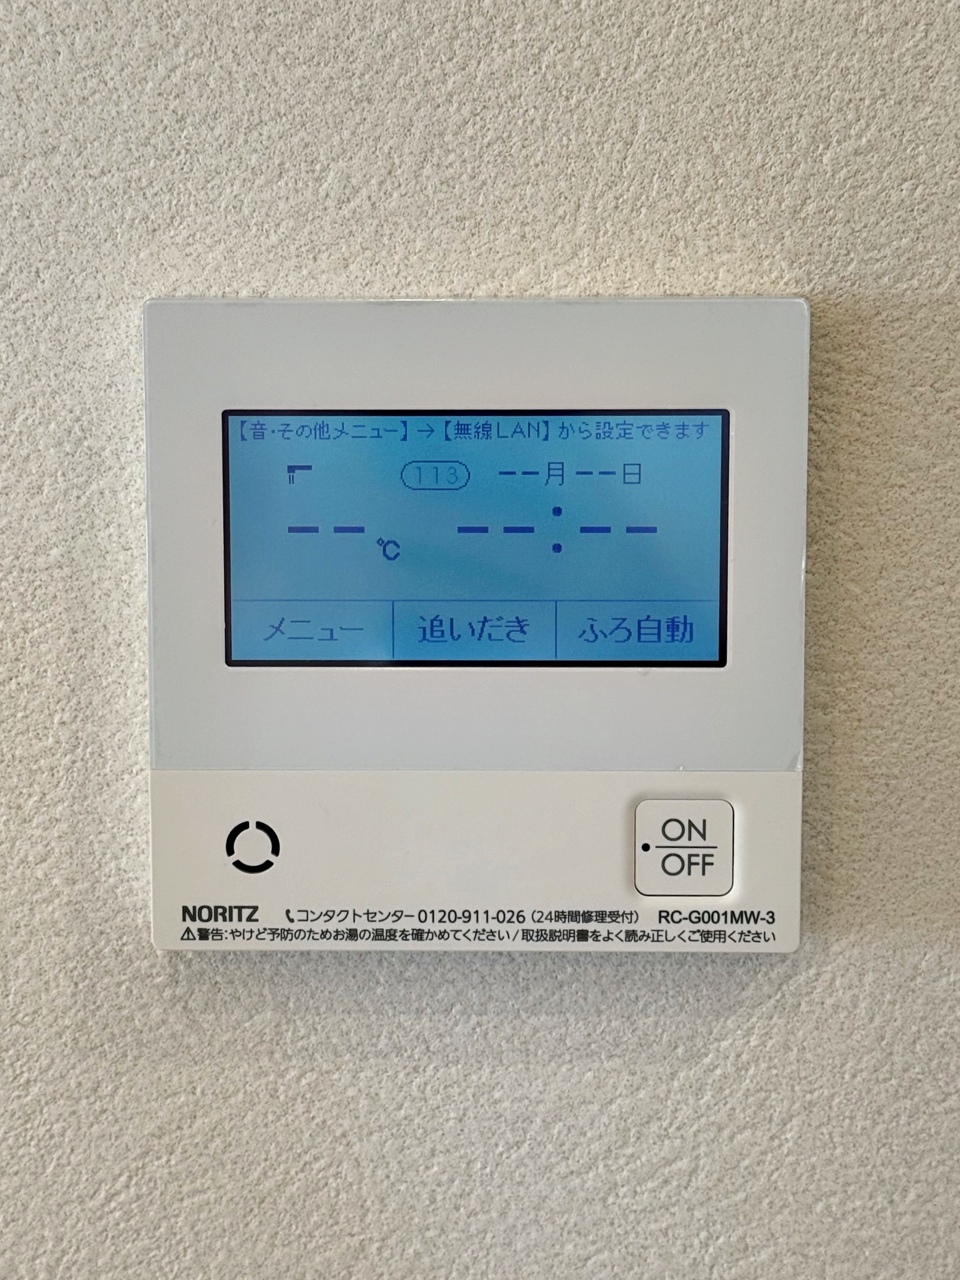 【音・その他メニュー】→【無線LAN】から設定できます
113 --月--日
--℃ --:--
メニュー 追いだき ふろ自動
ON
OFF
NORITZ コンタクトセンター 0120-911-026（24時間修理受付） RC-G001MW-3
⚠警告:やけど予防のためお湯の温度を確かめてください/取扱説明書をよく読み正しくご使用ください